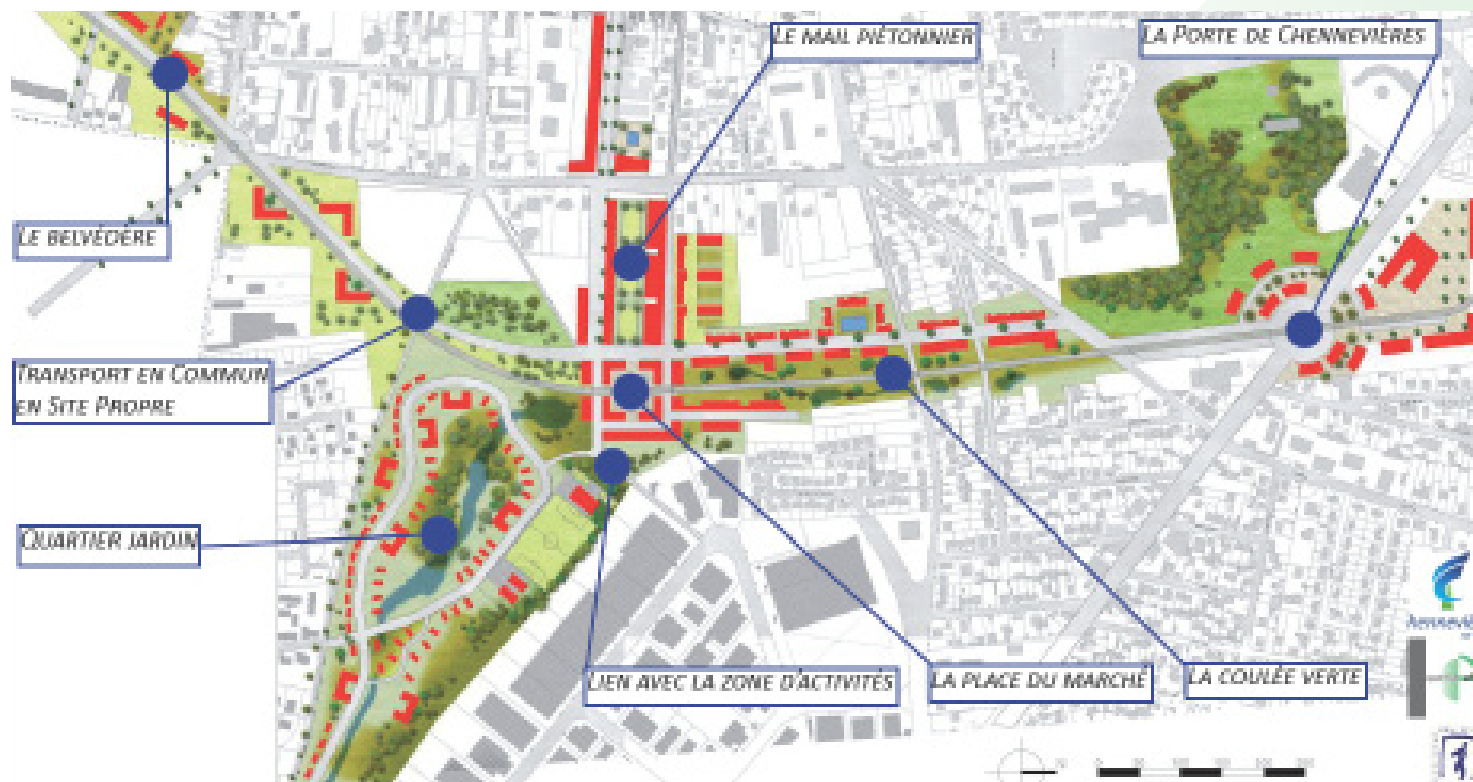 LE MAIL PIÉTONNIER
LA PORTE DE CHENNEVIÈRES
LE BELVÉDÈRE
TRANSPORT EN COMMUN
EN SITE PROPRE
QUARTIER JARDIN
LIEN AVEC LA ZONE D'ACTIVITÉS
LA PLACE DU MARCHÉ
LA COULÉE VERTE